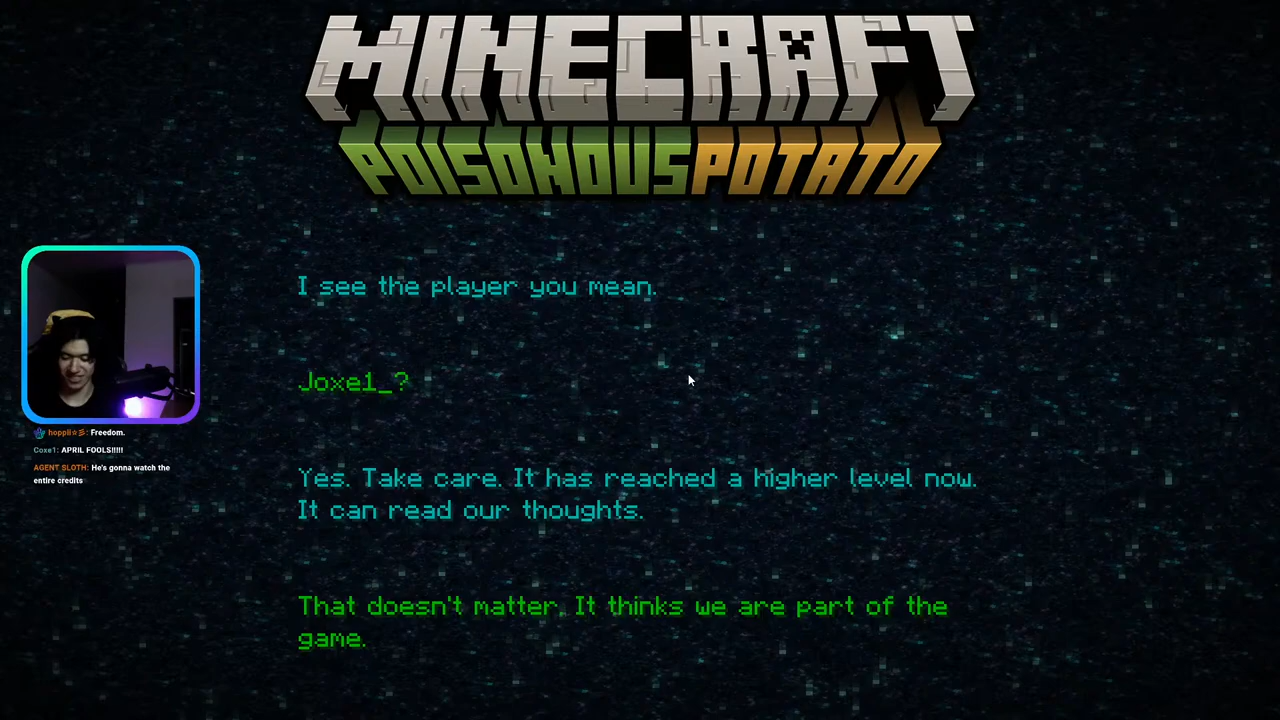 MINECRAFT
POISONOUS POTATO
I see the player you mean.
Joxe1_?
Yes. Take care. It has reached a higher level now.
It can read our thoughts.
That doesn't matter. It thinks we are part of the
game.
hoppli☆彡: Freedom.
Coxe1: APRIL FOOLS!!!!!
AGENT SLOTH: He's gonna watch the
entire credits